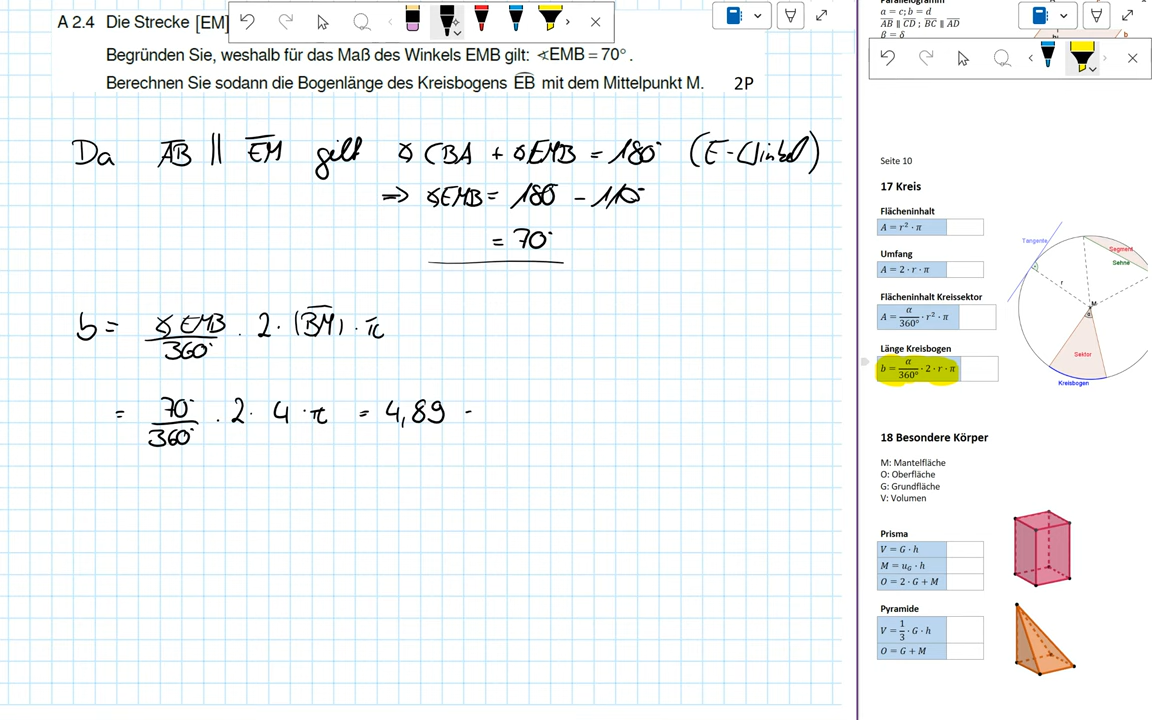 A 2.4 Die Strecke [EM]
Begründen Sie, weshalb für das Maß des Winkels EMB gilt: ∢EMB = 70°.
Berechnen Sie sodann die Bogenlänge des Kreisbogens E͡B mit dem Mittelpunkt M. 2P
Da A̅B̅ || E̅M̅ gilt ∢CBA + ∢EMB = 180° (E-Winkel)
=> ∢EMB = 180° - 110°
= 70°
b = ∢EMB/360° · 2 · |B̅M̅| · π
= 70°/360° · 2 · 4 · π = 4,89
Parallelogramm
a = c; b = d
A̅B̅ ∥ C̅D̅ ; B̅C̅ ∥ A̅D̅
β = δ
b
Seite 10
17 Kreis
Flächeninhalt
A = r² · π
Umfang
A = 2 · r · π
Flächeninhalt Kreissektor
A = α/360° · r² · π
Länge Kreisbogen
b = α/360° · 2 · r · π
Tangente
Segment
Sehne
r
M
α
Sektor
Kreisbogen
18 Besondere Körper
M: Mantelfläche
O: Oberfläche
G: Grundfläche
V: Volumen
Prisma
V = G · h
M = u_G · h
O = 2 · G + M
Pyramide
V = 1/3 · G · h
O = G + M